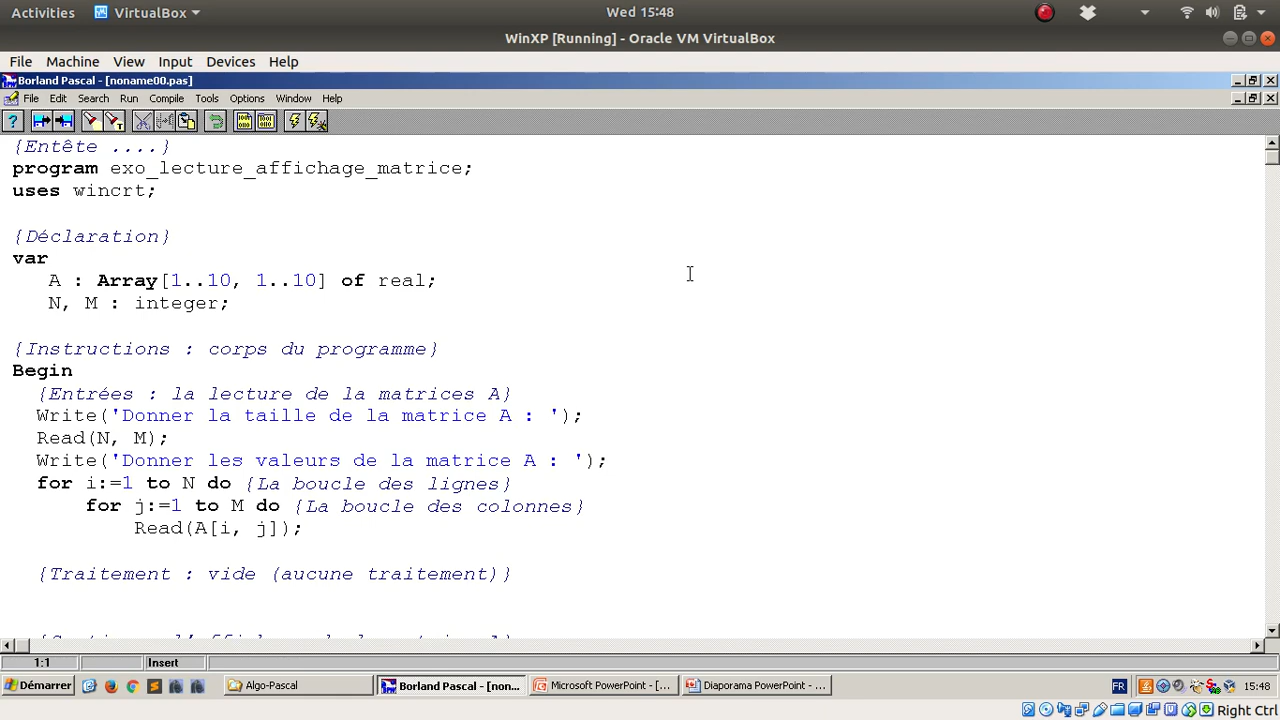 Activities VirtualBox Wed 15:48
WinXP [Running] - Oracle VM VirtualBox
File Machine View Input Devices Help
Borland Pascal - [noname00.pas]
File Edit Search Run Compile Tools Options Window Help
{Entête ....}
program exo_lecture_affichage_matrice;
uses wincrt;
{Déclaration}
var
A : Array[1..10, 1..10] of real;
N, M : integer;
{Instructions : corps du programme}
Begin
{Entrées : la lecture de la matrices A}
Write('Donner la taille de la matrice A : ');
Read(N, M);
Write('Donner les valeurs de la matrice A : ');
for i:=1 to N do {La boucle des lignes}
for j:=1 to M do {La boucle des colonnes}
Read(A[i, j]);
{Traitement : vide (aucune traitement)}
1:1 Insert
Démarrer Algo-Pascal Borland Pascal - [non... Microsoft PowerPoint - [... Diaporama PowerPoint - ... FR 15:48
Right Ctrl